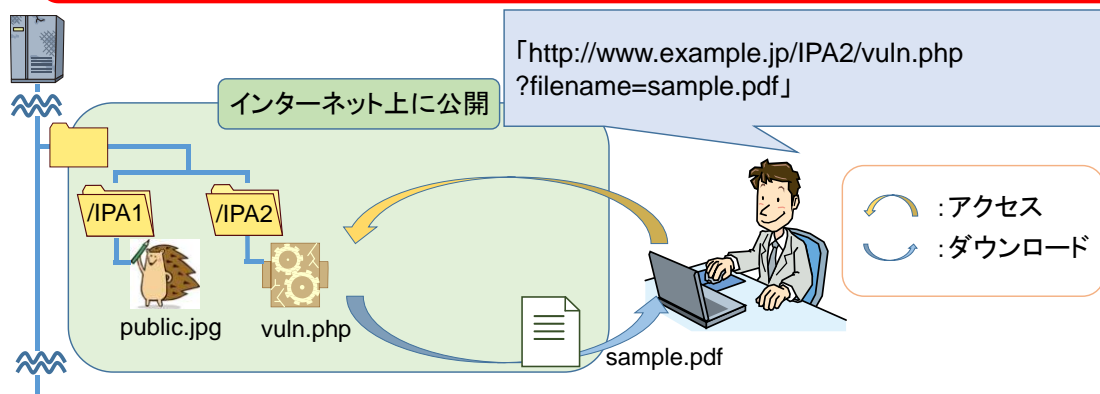 「http://www.example.jp/IPA2/vuln.php
?filename=sample.pdf」
インターネット上に公開
/IPA1
/IPA2
public.jpg
vuln.php
sample.pdf
:アクセス
:ダウンロード